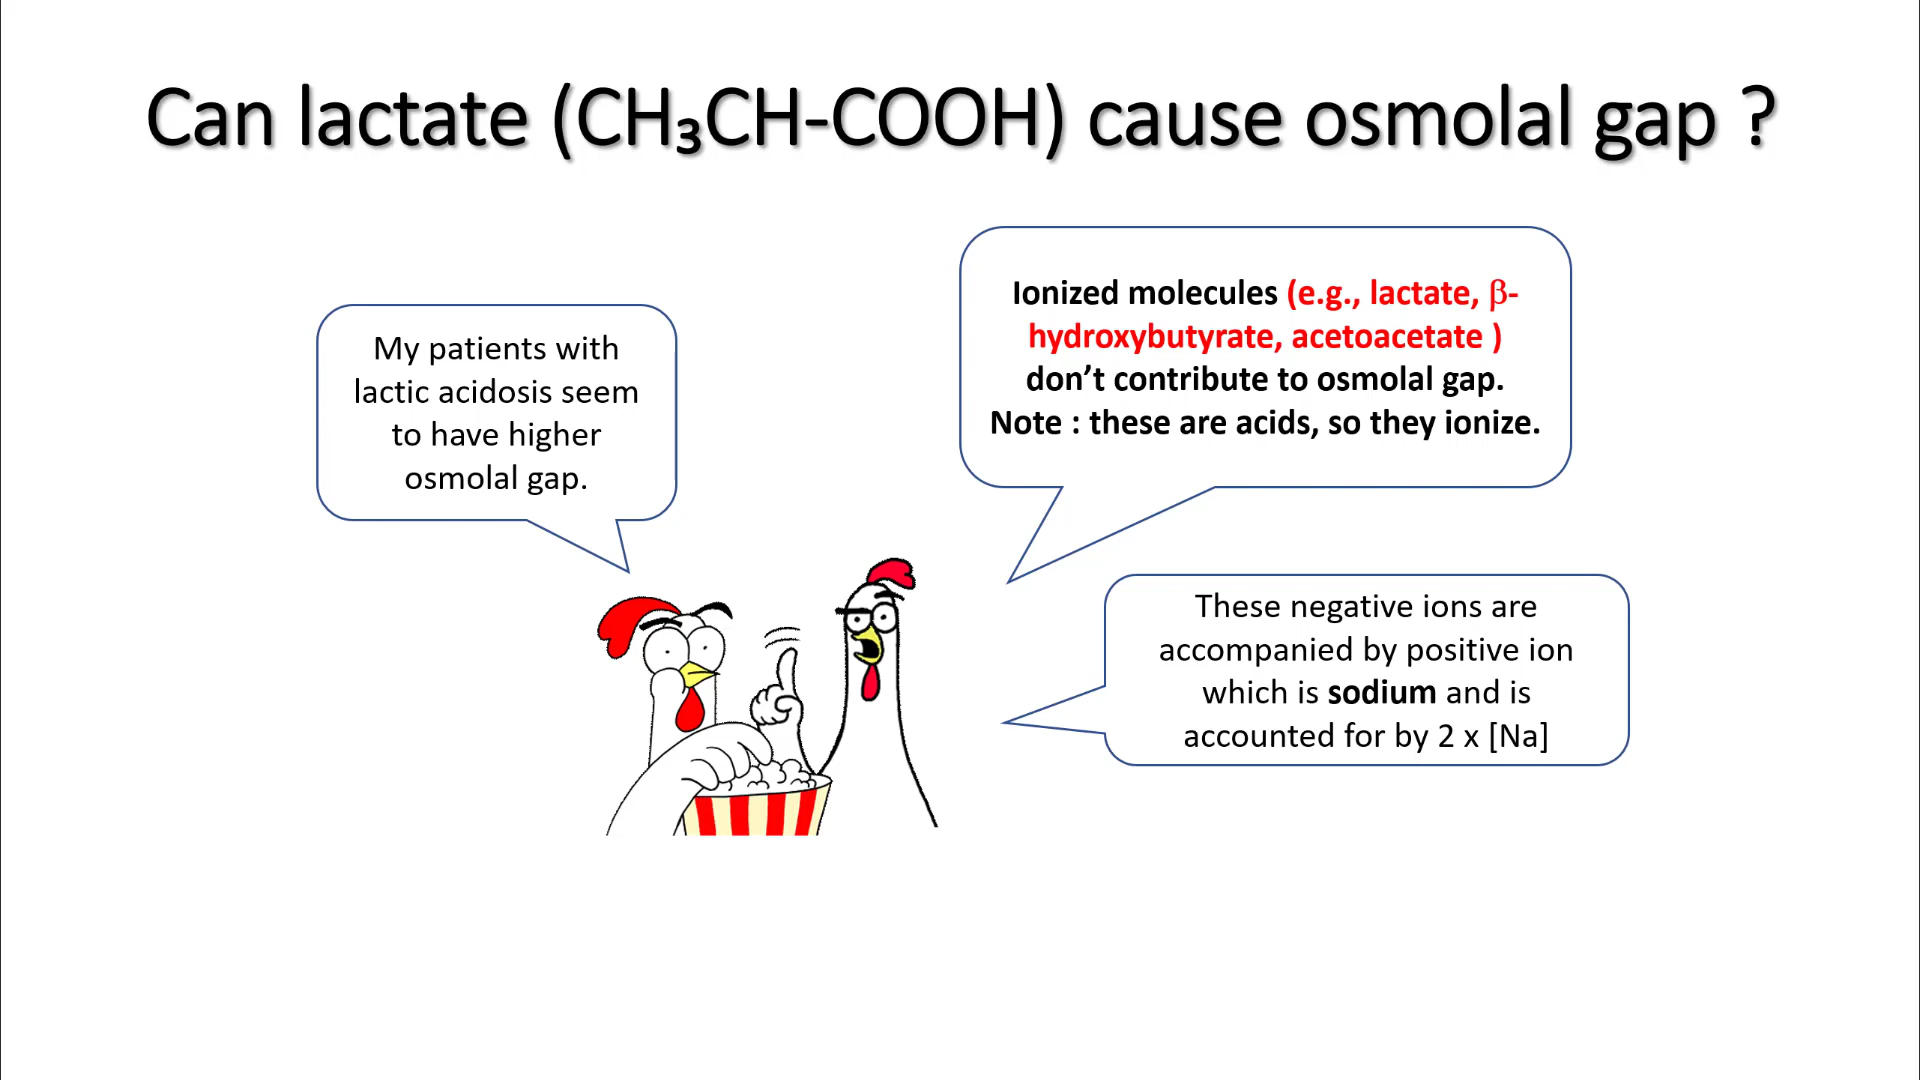 Can lactate (CH₃CH-COOH) cause osmolal gap ?
My patients with
lactic acidosis seem
to have higher
osmolal gap.
Ionized molecules (e.g., lactate, β-
hydroxybutyrate, acetoacetate )
don’t contribute to osmolal gap.
Note : these are acids, so they ionize.
These negative ions are
accompanied by positive ion
which is sodium and is
accounted for by 2 x [Na]